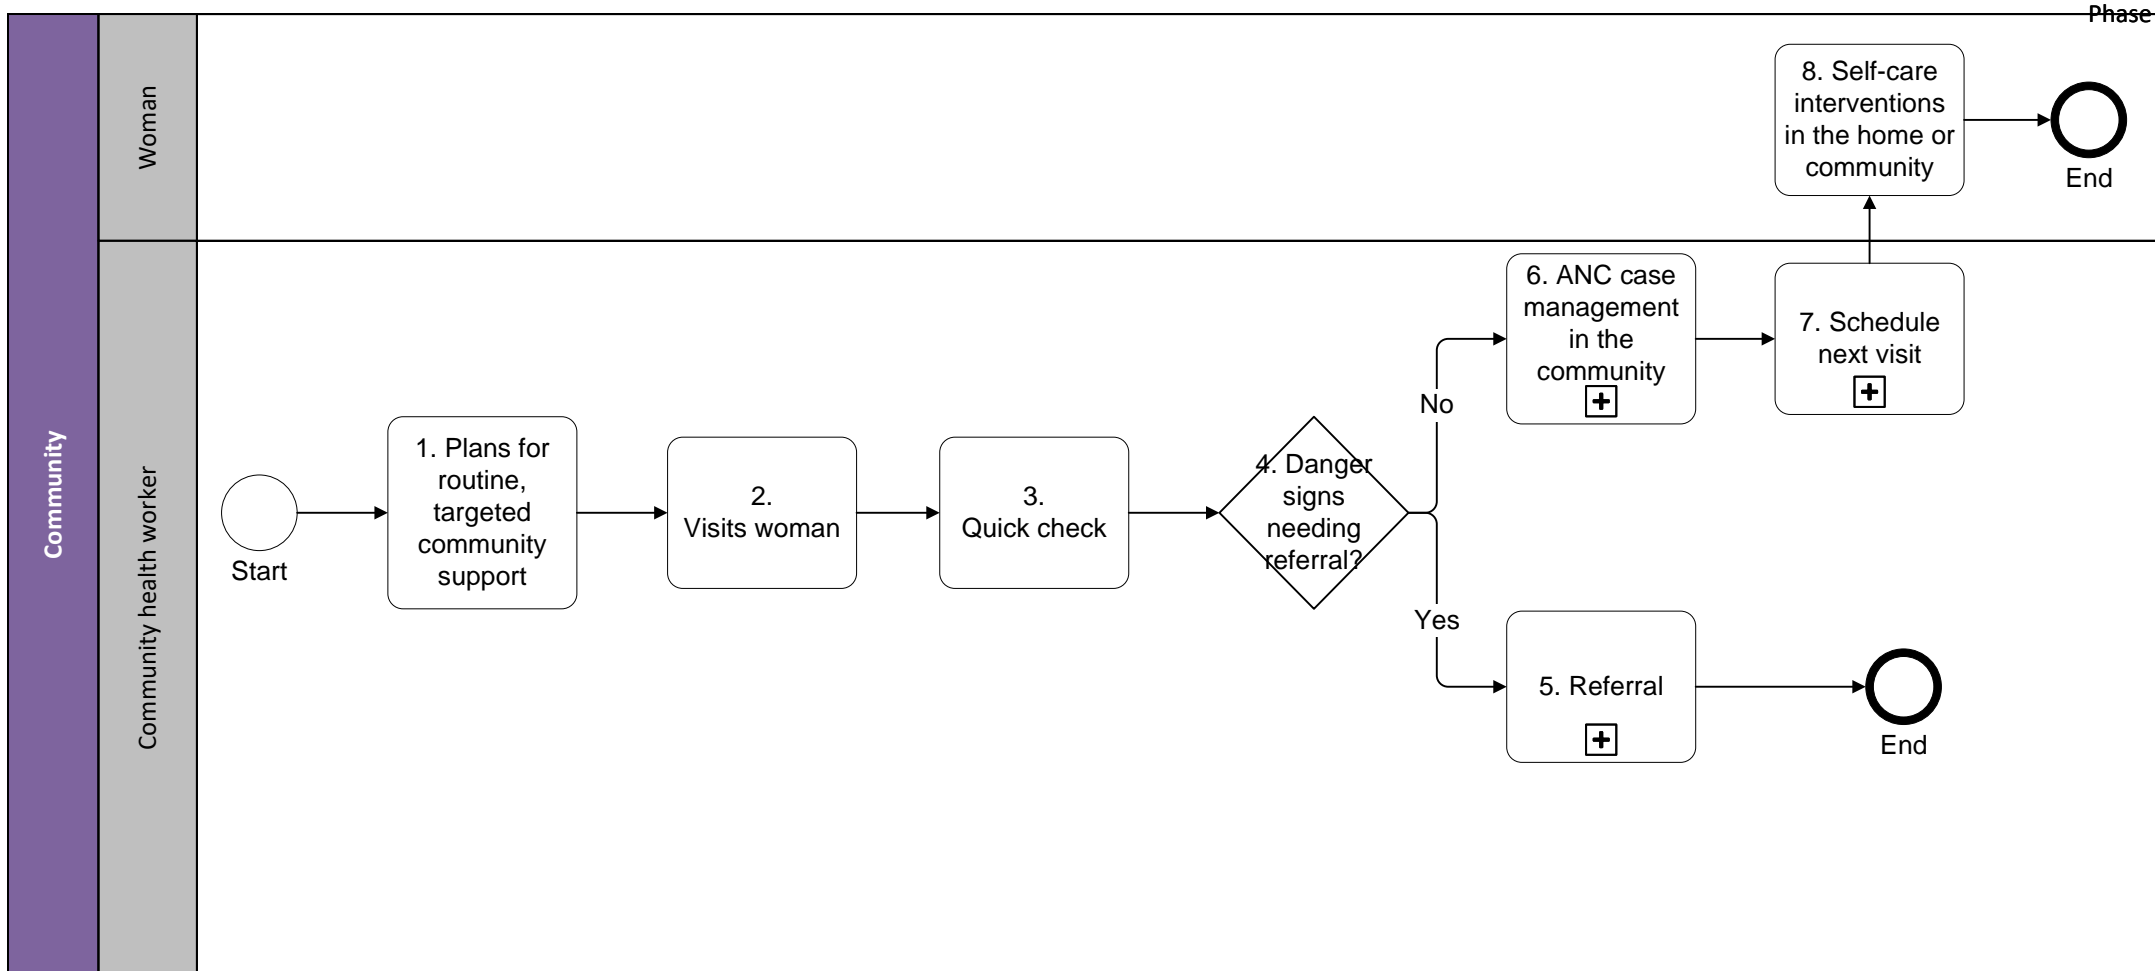 Phase
Community
Woman
8. Self-care
interventions
in the home or
community
End
Community health worker
Start
1. Plans for
routine,
targeted
community
support
2.
Visits woman
3.
Quick check
4. Danger
signs
needing
referral?
No
Yes
6. ANC case
management
in the
community
7. Schedule
next visit
5. Referral
End